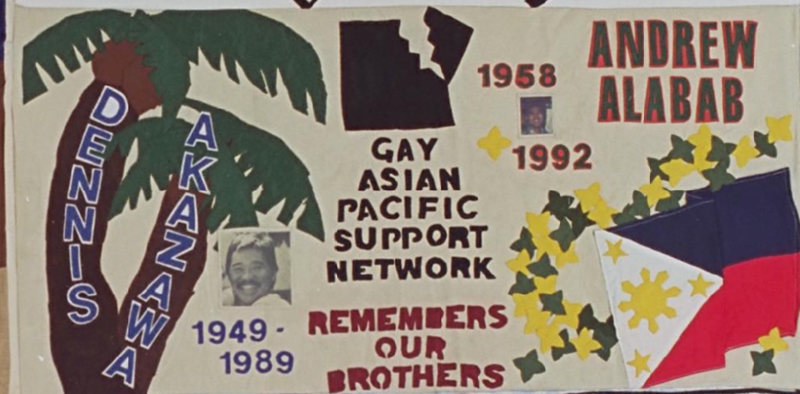 DENNIS
AKAZAWA
1949-
1989
GAY
ASIAN
PACIFIC
SUPPORT
NETWORK
REMEMBERS
OUR
BROTHERS
1958
1992
ANDREW
ALABAB